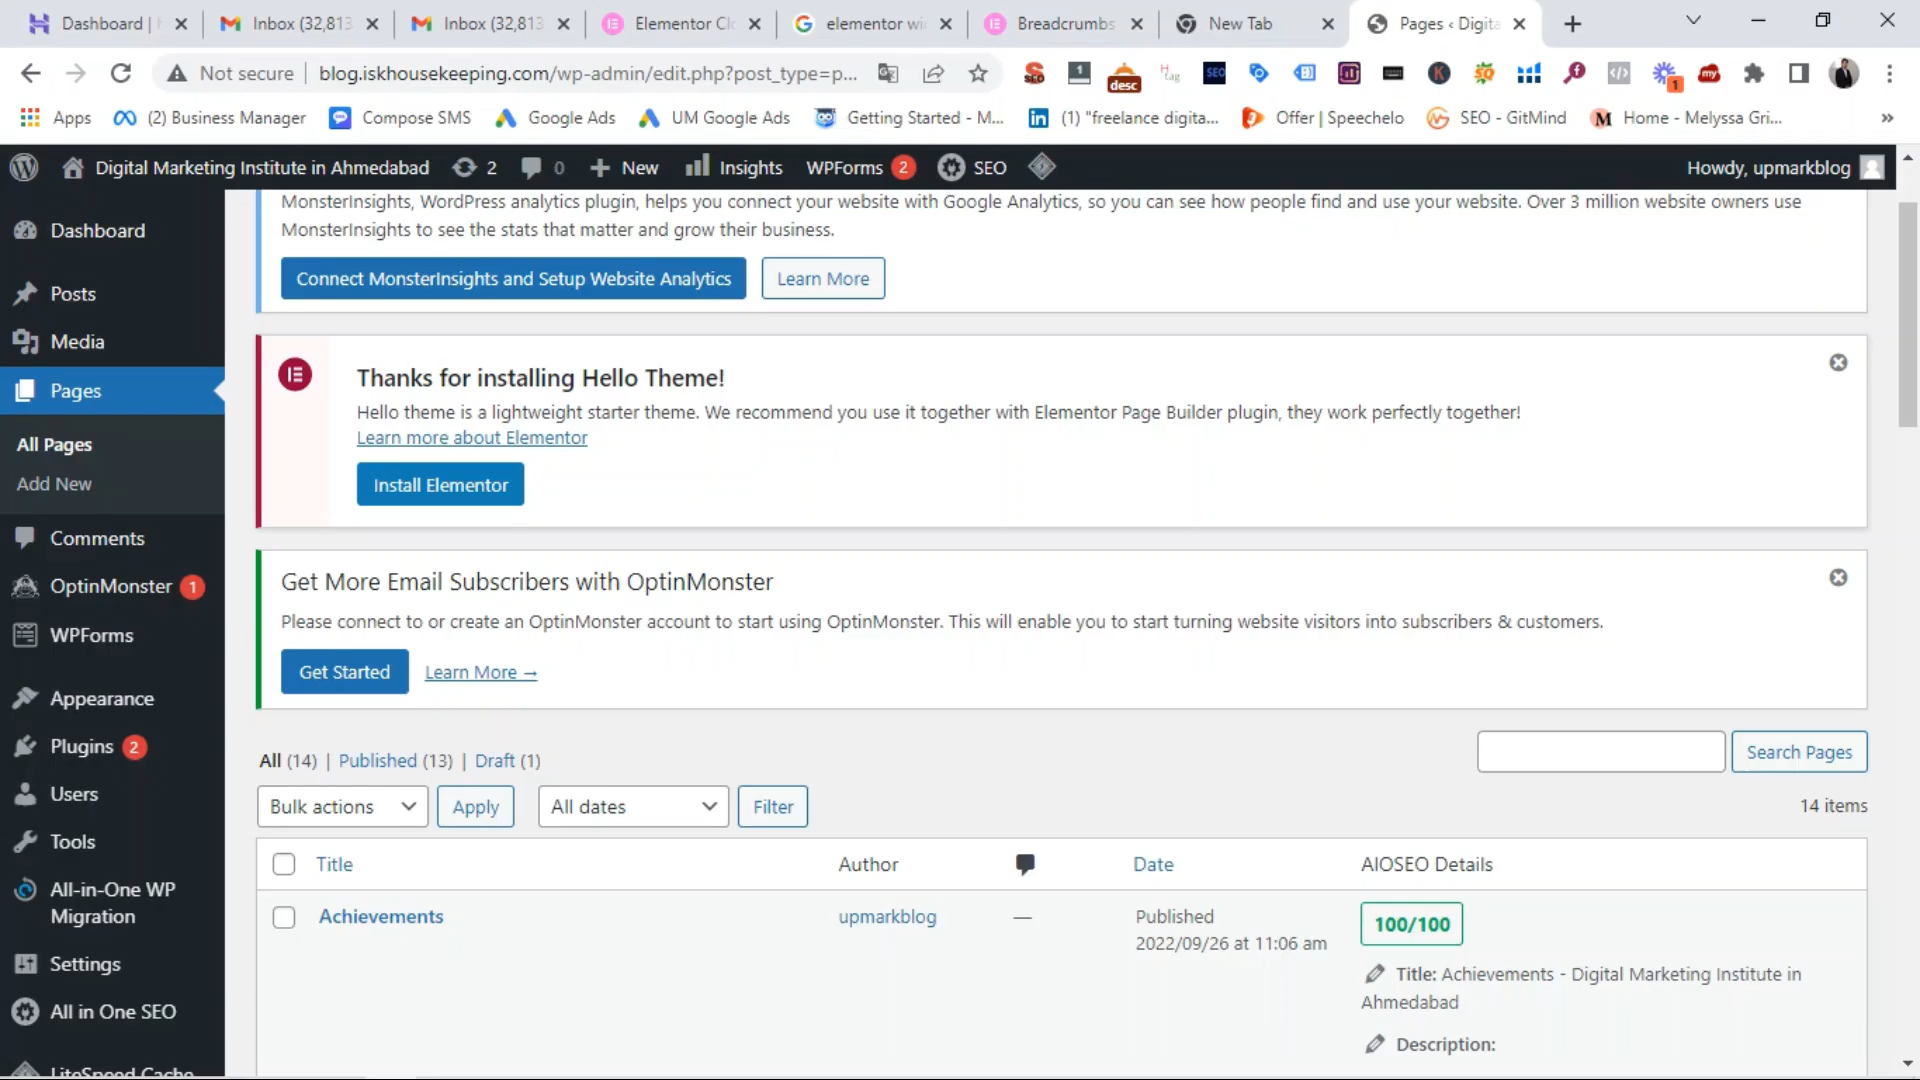 Dashboard | H
Inbox (32,813
Inbox (32,813
Elementor Clo
elementor wi
Breadcrumbs
New Tab
Pages ‹ Digita
Not secure | blog.iskhousekeeping.com/wp-admin/edit.php?post_type=p...
SEO
1
desc
H
tag
SEO
1
my
Apps
(2) Business Manager
Compose SMS
Google Ads
UM Google Ads
Getting Started - M...
(1) "freelance digita...
Offer | Speechelo
SEO - GitMind
Home - Melyssa Gri...
»
Digital Marketing Institute in Ahmedabad
2
0
New
Insights
WPForms 2
SEO
Howdy, upmarkblog
Dashboard
Posts
Media
Pages
All Pages
Add New
Comments
OptinMonster 1
WPForms
Appearance
Plugins 2
Users
Tools
All-in-One WP
Migration
Settings
All in One SEO
LiteSpeed Cache
MonsterInsights, WordPress analytics plugin, helps you connect your website with Google Analytics, so you can see how people find and use your website. Over 3 million website owners use
MonsterInsights to see the stats that matter and grow their business.
Connect MonsterInsights and Setup Website Analytics
Learn More
Thanks for installing Hello Theme!
Hello theme is a lightweight starter theme. We recommend you use it together with Elementor Page Builder plugin, they work perfectly together!
Learn more about Elementor
Install Elementor
Get More Email Subscribers with OptinMonster
Please connect to or create an OptinMonster account to start using OptinMonster. This will enable you to start turning website visitors into subscribers & customers.
Get Started
Learn More →
All (14) | Published (13) | Draft (1)
Search Pages
Bulk actions
Apply
All dates
Filter
14 items
Title
Author
Date
AIOSEO Details
Achievements
upmarkblog
—
Published
2022/09/26 at 11:06 am
100/100
Title: Achievements - Digital Marketing Institute in
Ahmedabad
Description: